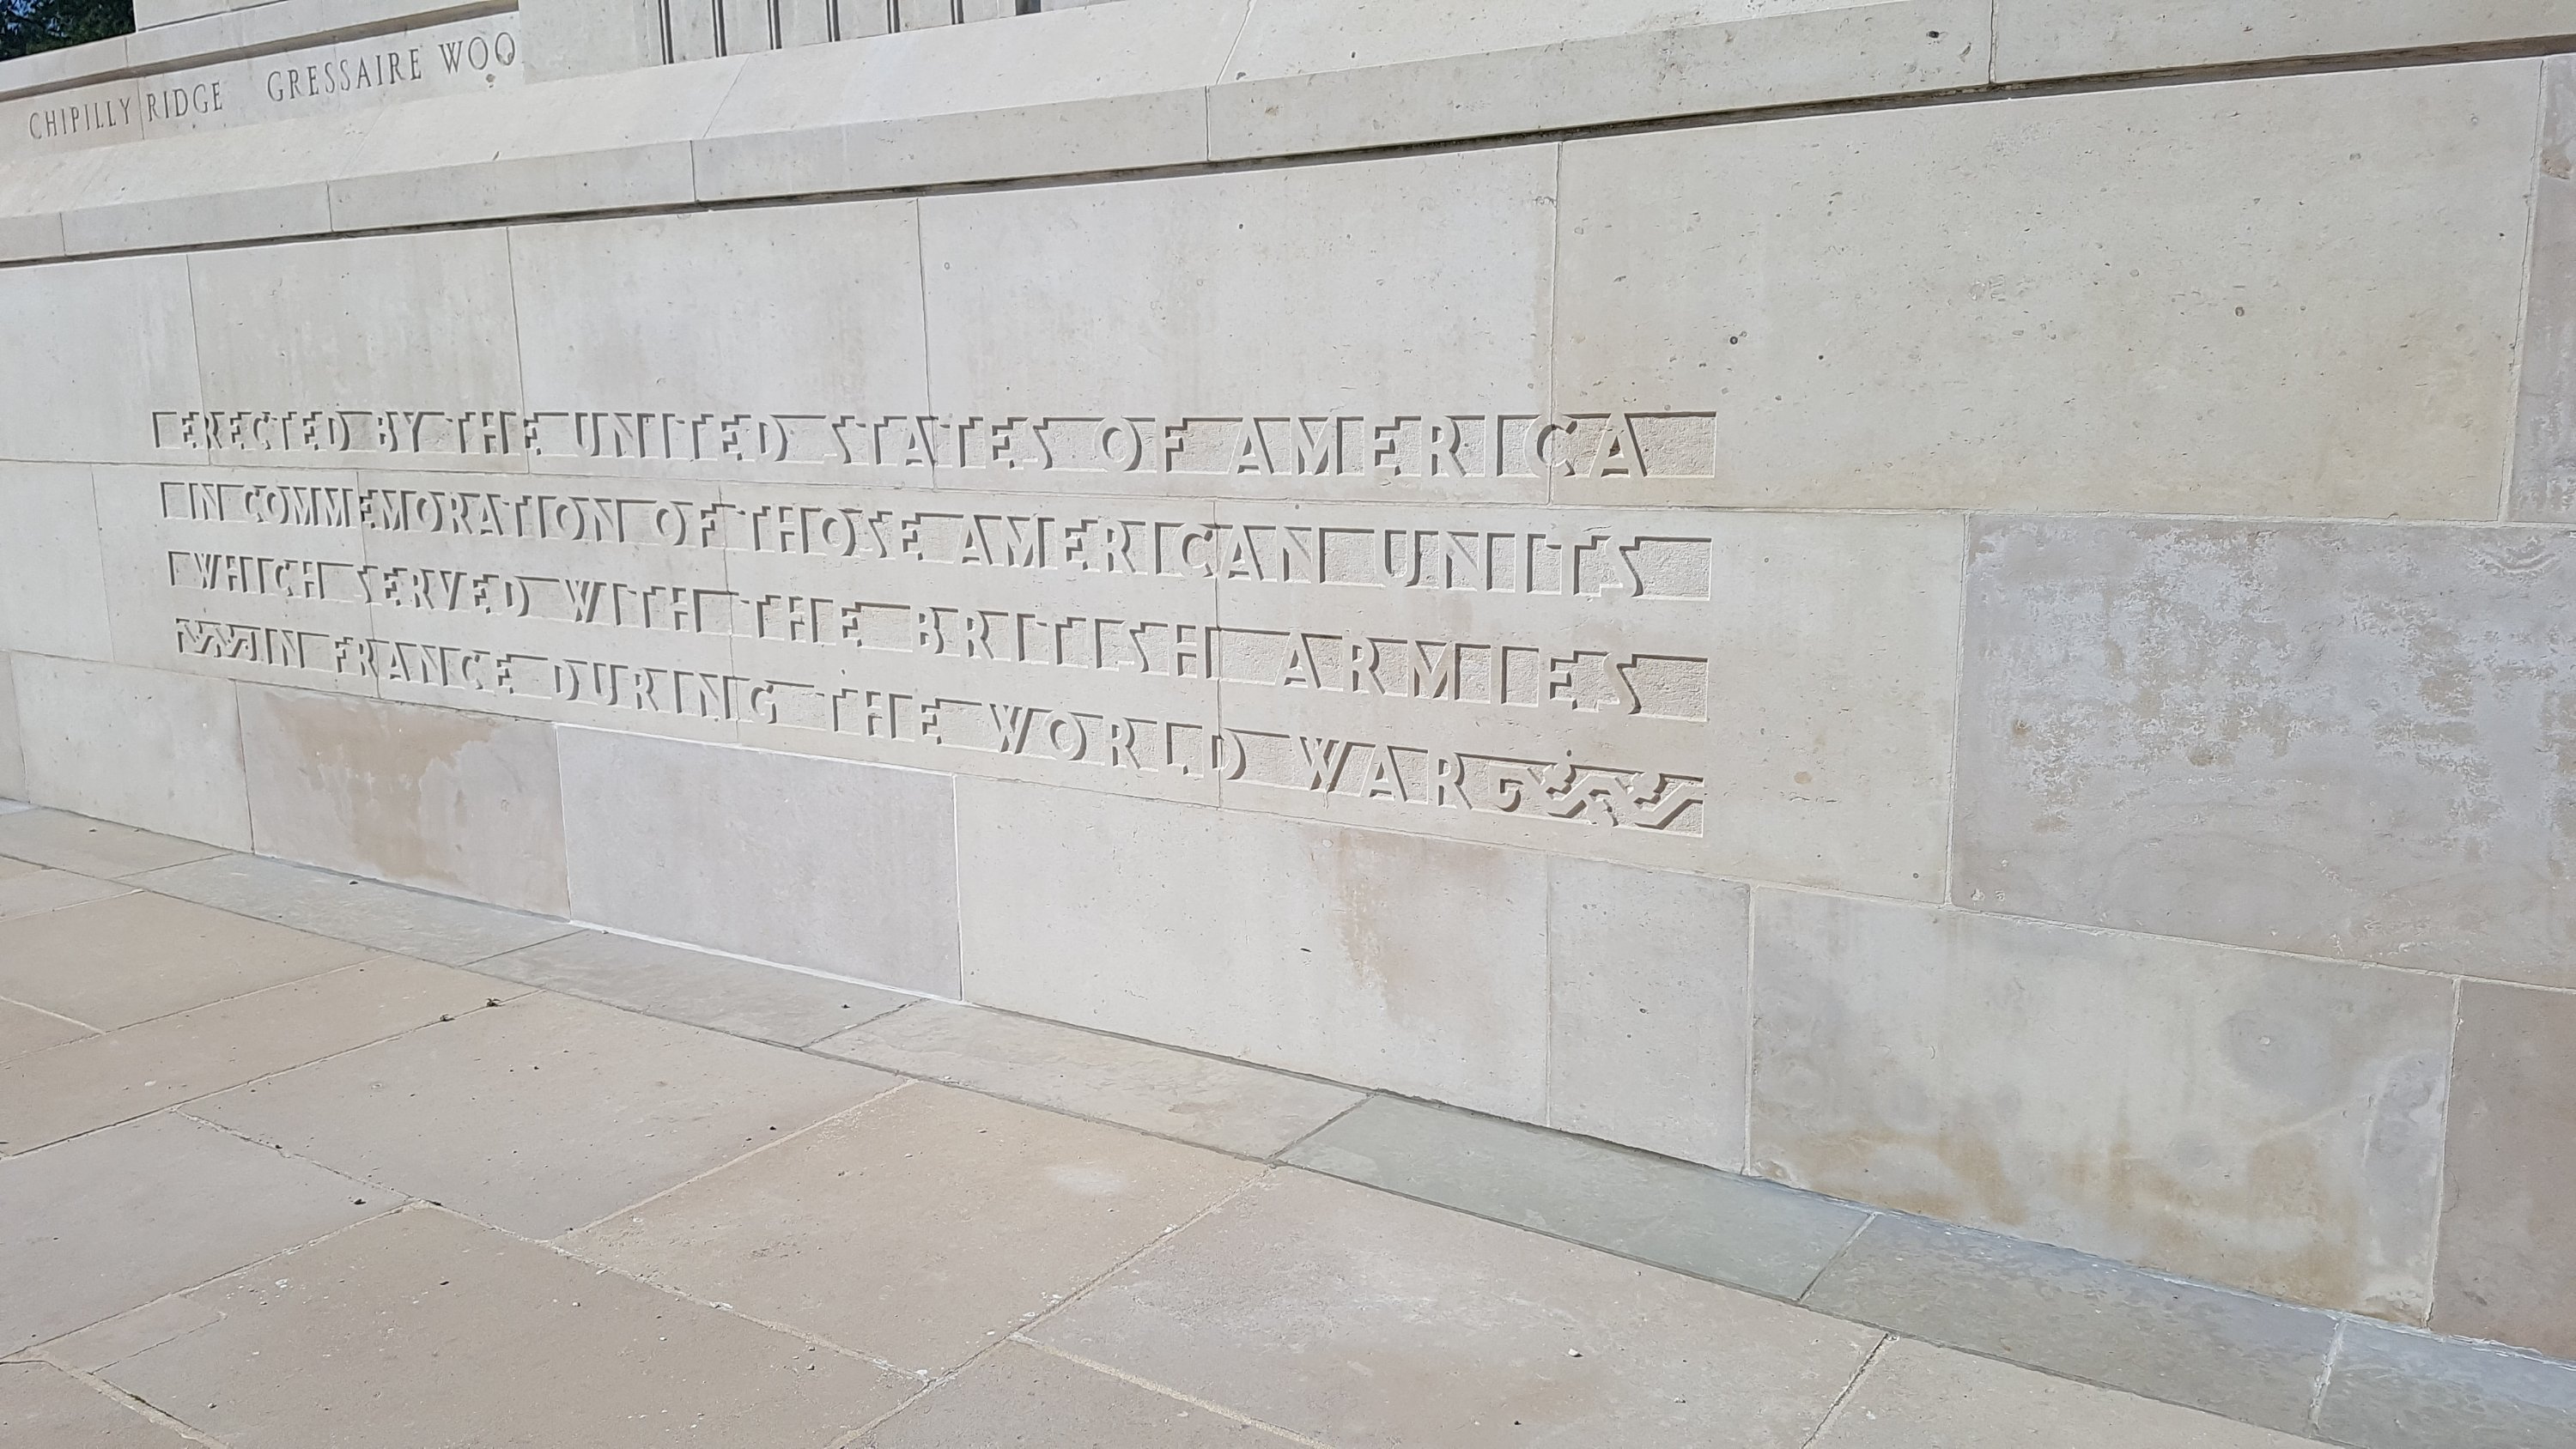 CHIPILLY RIDGE GRESSAIRE WOO
ERECTED BY THE UNITED STATES OF AMERICA
IN COMMEMORATION OF THOSE AMERICAN UNITS
WHICH SERVED WITH THE BRITISH ARMIES
IN FRANCE DURING THE WORLD WAR